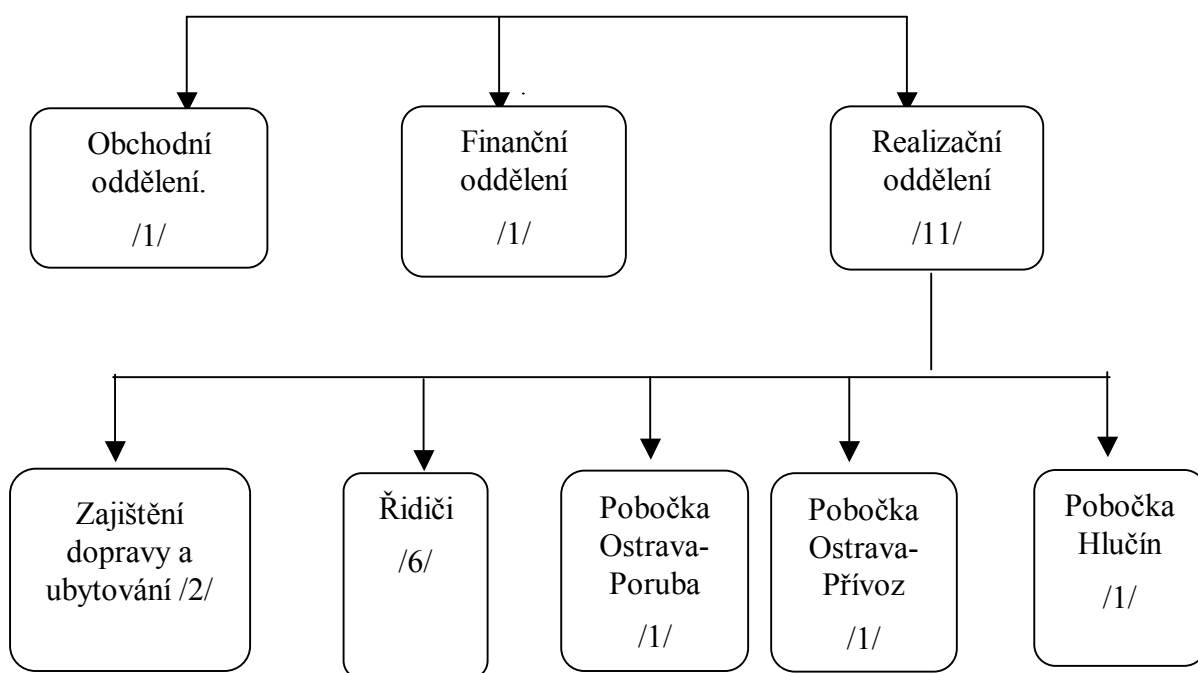 Obchodní
oddělení.
/1/
Finanční
oddělení
/1/
Realizační
oddělení
/11/
Zajištění
dopravy a
ubytování /2/
Řidiči
/6/
Pobočka
Ostrava-
Poruba
/1/
Pobočka
Ostrava-
Přívoz
/1/
Pobočka
Hlučín
/1/